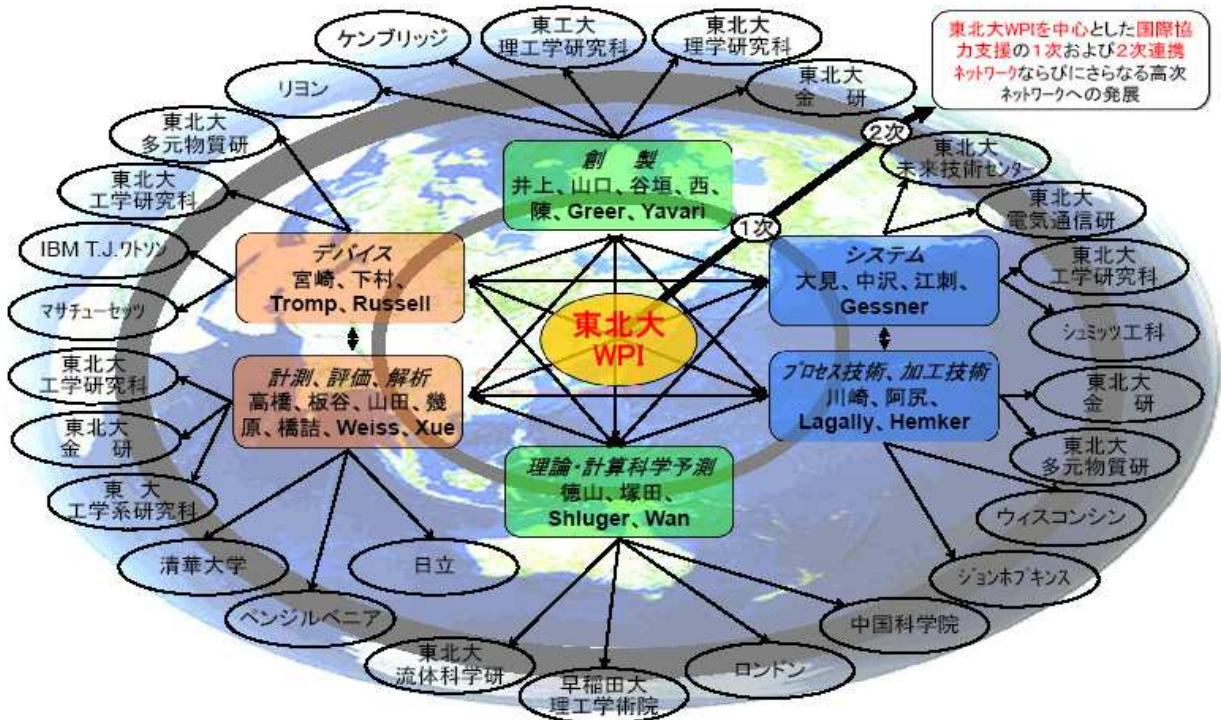 東北大WPIを中心とした国際協
力支援の1次および2次連携
ネットワークならびにさらなる高次
ネットワークへの発展
ケンブリッジ
東工大
理工学研究科
東北大
理学研究科
東北大
金研
リヨン
東北大
多元物質研
東北大
工学研究科
IBM T.J.ワトソン
マサチューセッツ
東北大
工学研究科
東北大
金研
東大
工学系研究科
清華大学
ペンジルベニア
日立
東北大
流体科学研
早稲田大
理工学術院
ロンドン
中国科学院
ジョンホプキンス
ウィスコンシン
東北大
多元物質研
東北大
金研
シュミッツ工科
東北大
工学研究科
東北大
電気通信研
東北大
未来技術センター
2次
1次
創製
井上、山口、谷垣、西、
陳、Greer、Yavari
デバイス
宮崎、下村、
Tromp、Russell
システム
大見、中沢、江刺、
Gessner
東北大
WPI
計測、評価、解析
高橋、板谷、山田、幾
原、橋詰、Weiss、Xue
プロセス技術、加工技術
川崎、阿尻、
Lagally、Hemker
理論・計算科学予測
徳山、塚田、
Shluger、Wan